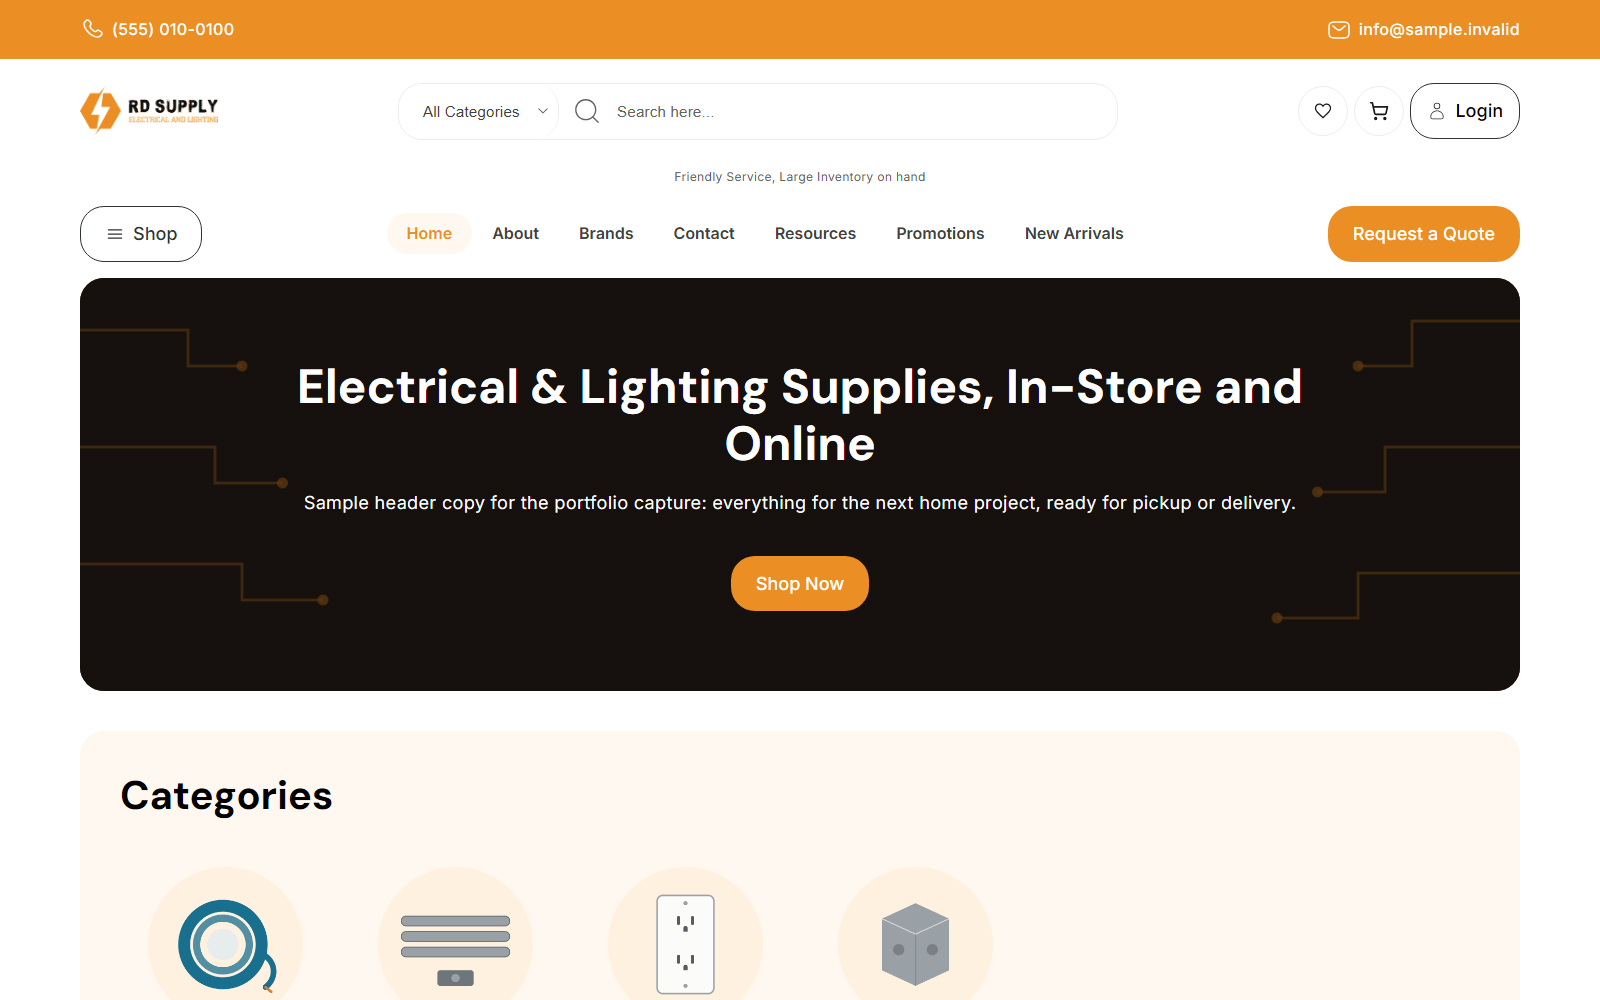 (555) 010-0100
info@sample.invalid
RD SUPPLY
ELECTRICAL AND LIGHTING
All Categories
Search here...
Login
Friendly Service, Large Inventory on hand
Shop
Home
About
Brands
Contact
Resources
Promotions
New Arrivals
Request a Quote
Electrical & Lighting Supplies, In-Store and
Online
Sample header copy for the portfolio capture: everything for the next home project, ready for pickup or delivery.
Shop Now
Categories